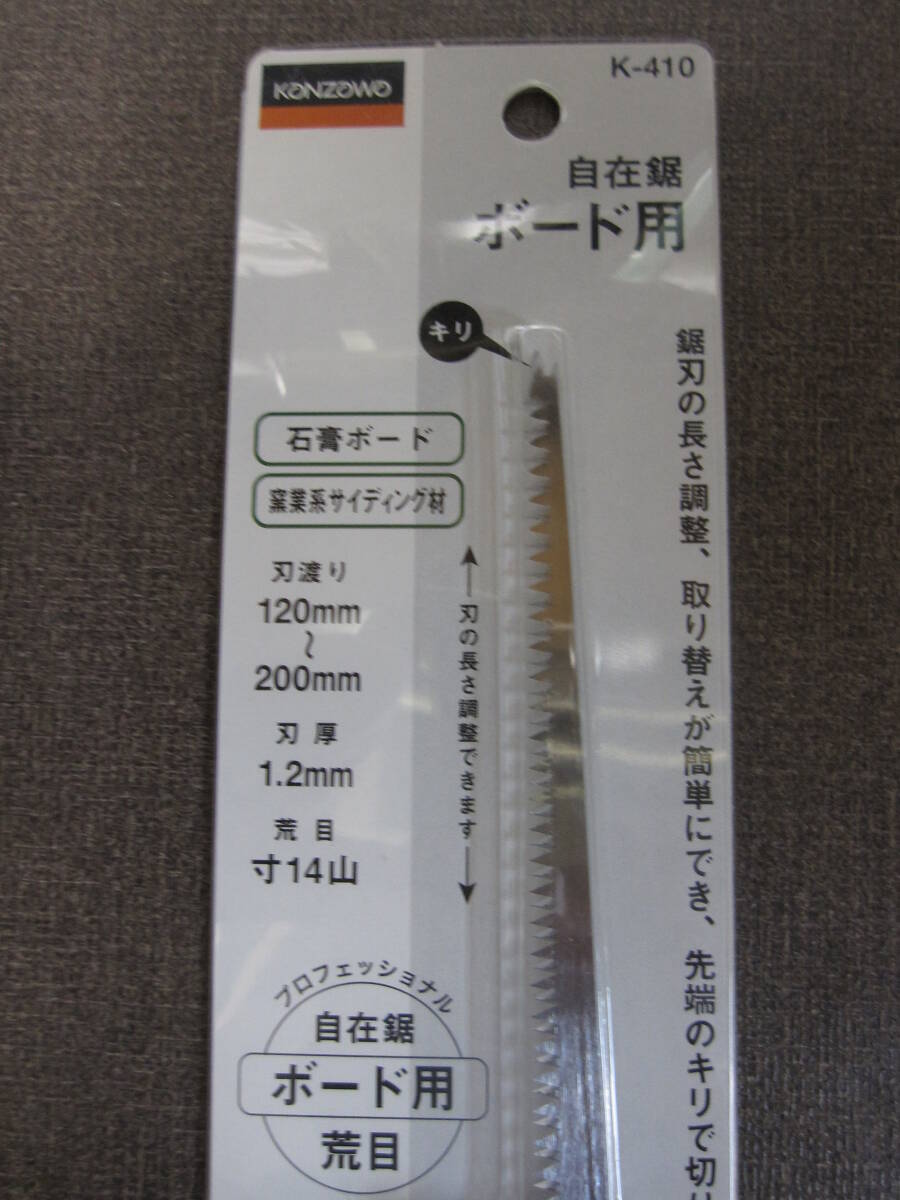 KANZAWA
K-410
自在鋸
ボード用
キリ
石膏ボード
窯業系サイディング材
刃渡り
120mm
～
200mm
刃厚
1.2mm
荒目
寸14山
刃の長さ調整できます
鋸刃の長さ調整、取り替えが簡単にでき、先端のキリで切
プロフェッショナル
自在鋸
ボード用
荒目